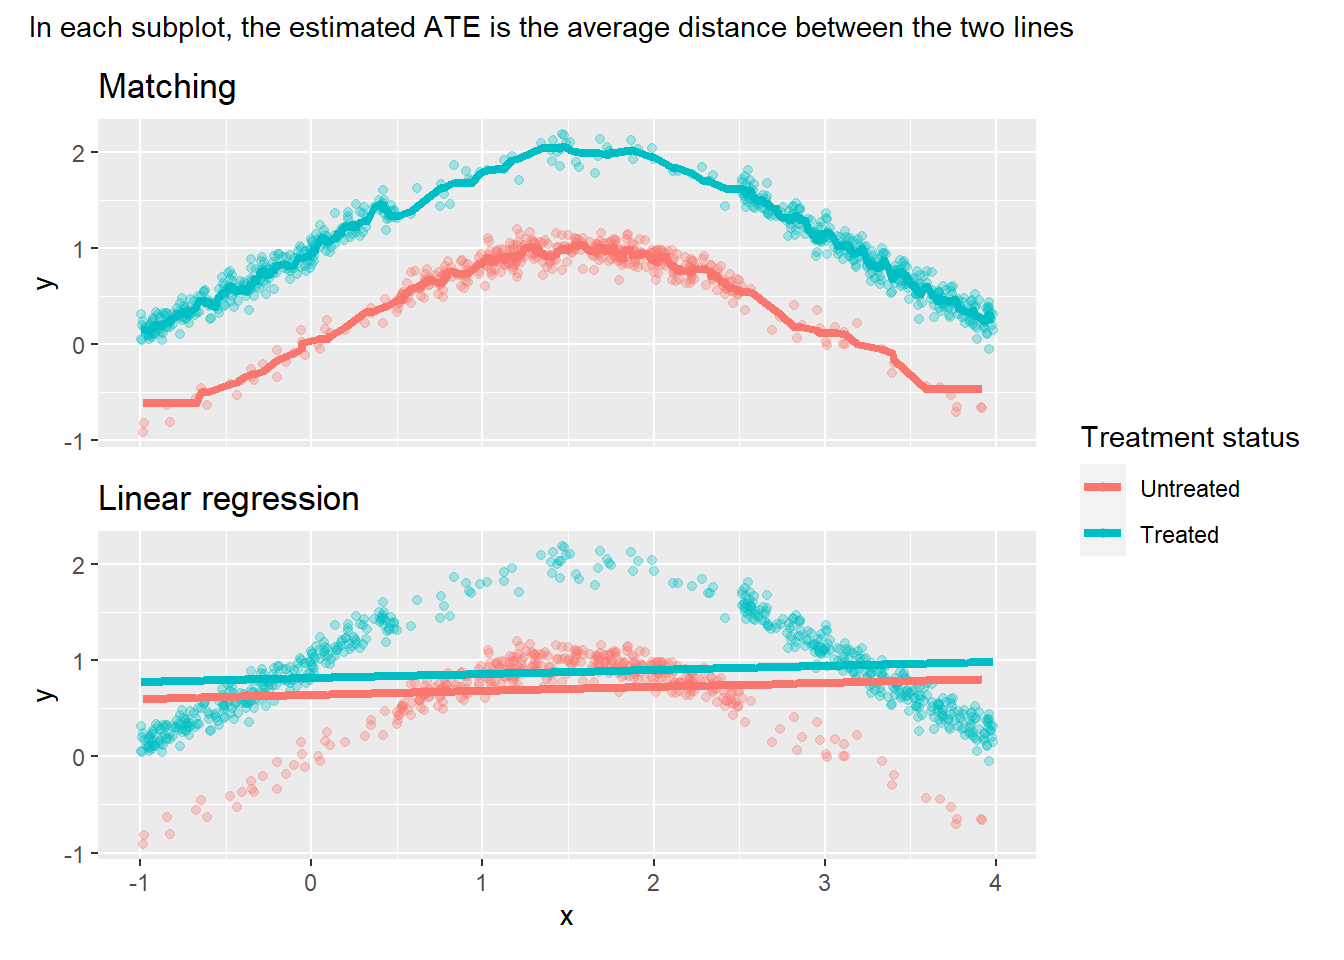 In each subplot, the estimated ATE is the average distance between the two lines
Matching
2
1
0
-1
y
Linear regression
2
1
0
-1
y
-1 0 1 2 3 4
x
Treatment status
Untreated
Treated